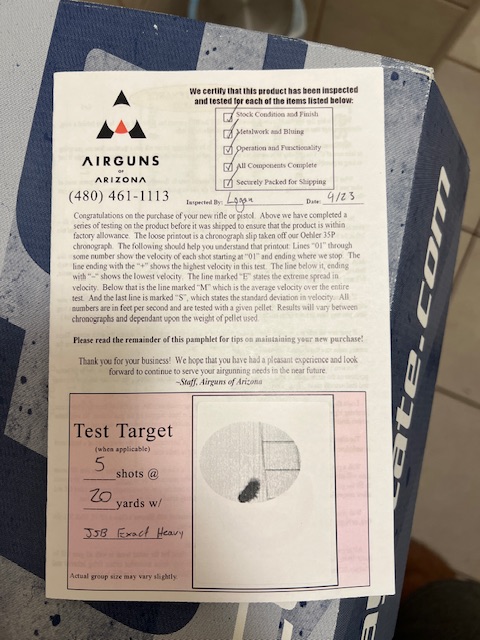 We certify that this product has been inspected
and tested for each of the items listed below:
Stock Condition and Finish
Metalwork and Bluing
Operation and Functionality
All Components Complete
Securely Packed for Shipping
AIRGUNS
OF
ARIZONA
(480) 461-1113
Inspected By: Logan Date: 4/23
Congratulations on the purchase of your new rifle or pistol. Above we have completed a
series of testing on the product before it was shipped to ensure that the product is within
factory allowance. The loose printout is a chronograph slip taken off our Oehler 35P
chronograph. The following should help you understand that printout: Lines "01" through
some number show the velocity of each shot starting at "01" and ending where we stop. The
line ending with the "+" shows the highest velocity in this test. The line below it, ending
with "–" shows the lowest velocity. The line marked "E" states the extreme spread in
velocity. Below that is the line marked "M" which is the average velocity over the entire
test. And the last line is marked "S", which states the standard deviation in velocity. All
numbers are in feet per second and are tested with a given pellet. Results will vary between
chronographs and dependant upon the weight of pellet used.
Please read the remainder of this pamphlet for tips on maintaining your new purchase!
Thank you for your business! We hope that you have had a pleasant experience and look
forward to continue to serve your airgunning needs in the near future.
~Staff, Airguns of Arizona
Test Target
(when applicable)
5 shots @
20 yards w/
JSB Exact Heavy
Actual group size may vary slightly.
cate.com